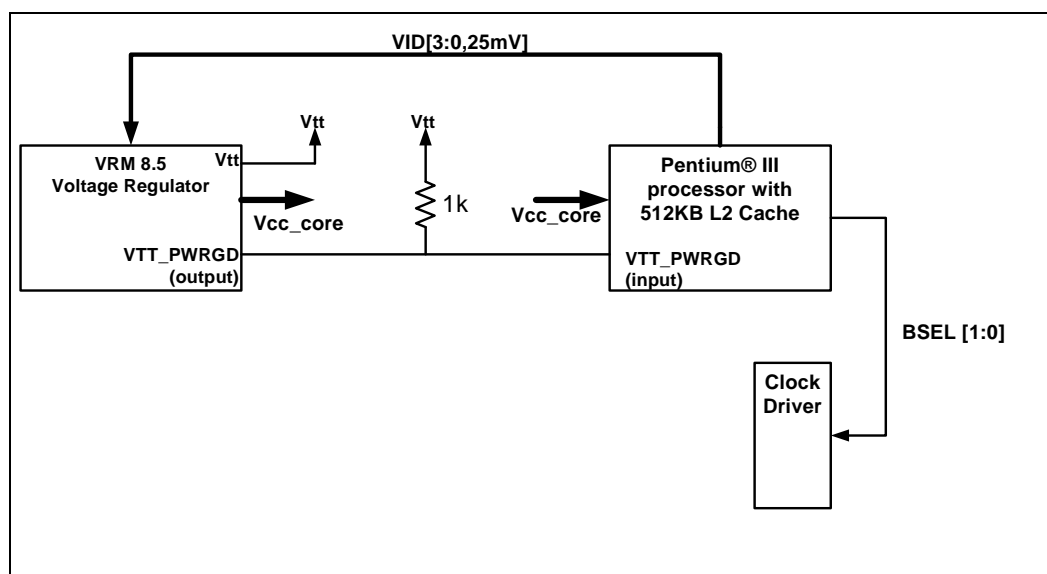 VID[3:0,25mV]
Vtt
Vtt
VRM 8.5
Voltage Regulator
Vtt
Vcc_core
VTT_PWRGD
(output)
1k
Vcc_core
Pentium® III
processor with
512KB L2 Cache
VTT_PWRGD
(input)
BSEL [1:0]
Clock
Driver